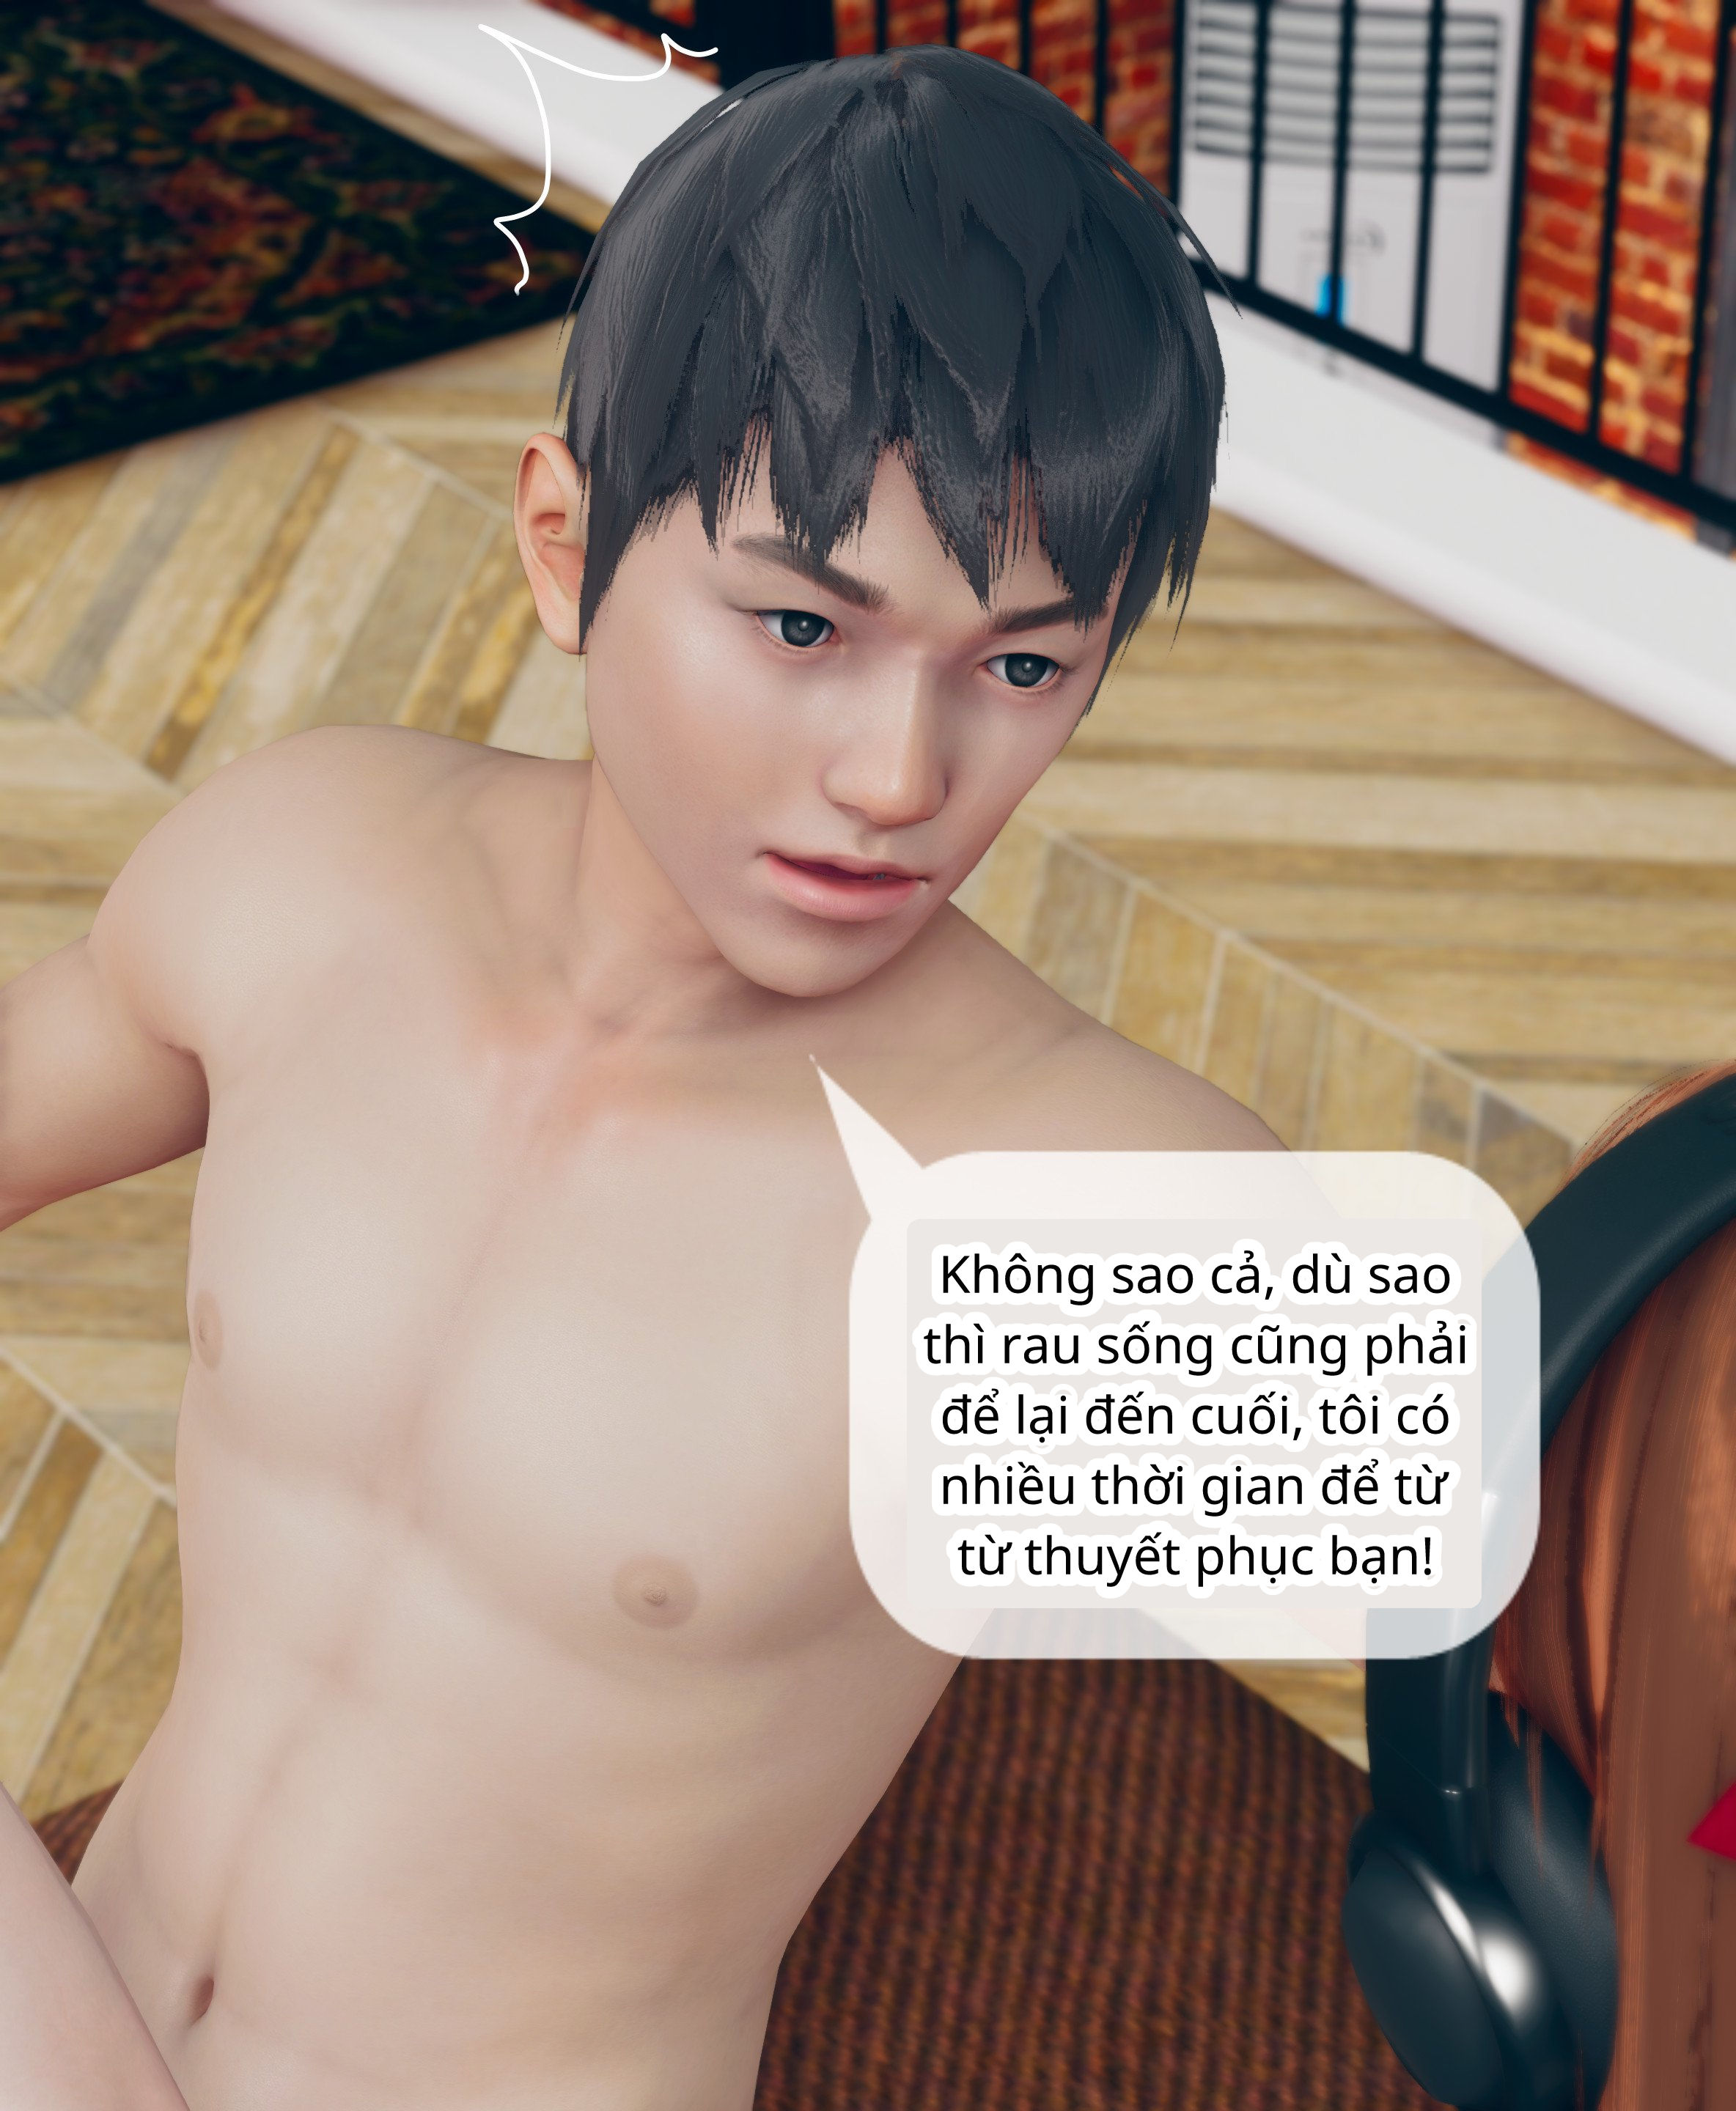 Không sao cả, dù sao
thì rau sống cũng phải
để lại đến cuối, tôi có
nhiều thời gian để từ
từ thuyết phục bạn!